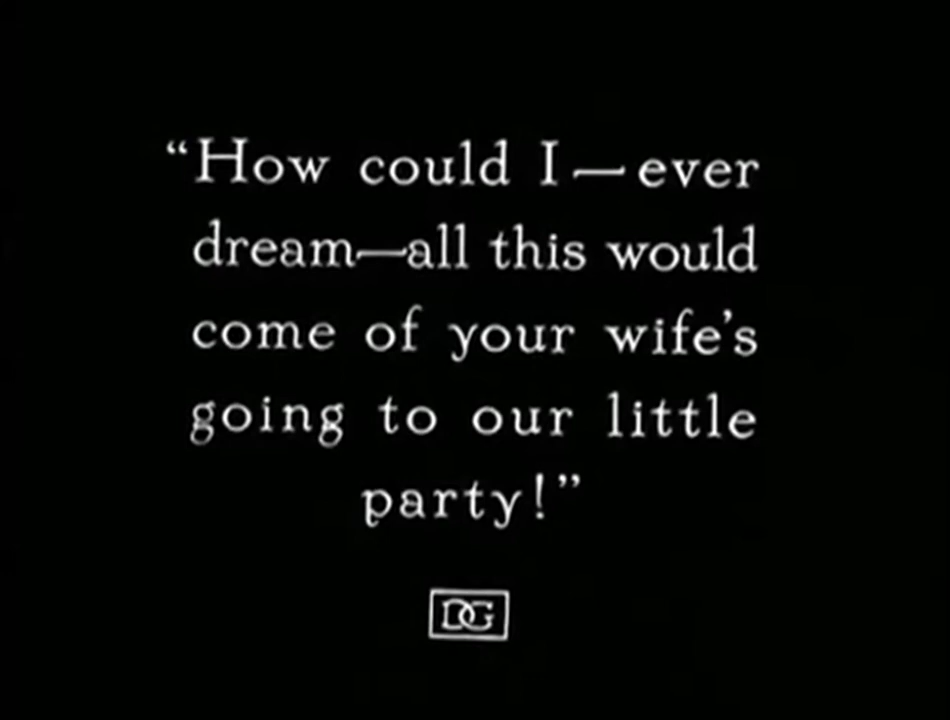 “How could I—ever
dream—all this would
come of your wife’s
going to our little
party!”
DG